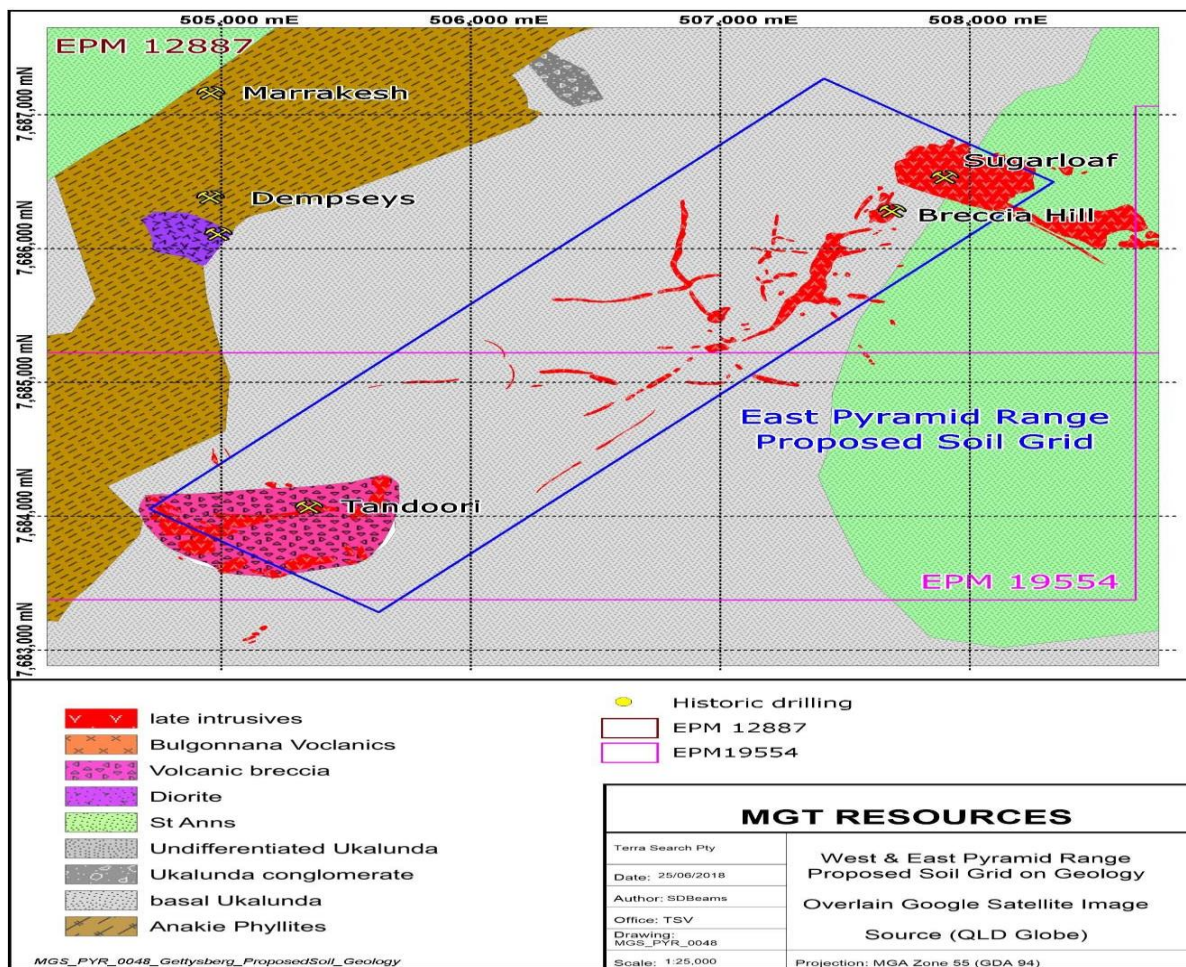 505,000 mE
506,000 mE
507,000 mE
508,000 mE
EPM 12887
7,687,000 mN
7,686,000 mN
7,685,000 mN
7,684,000 mN
7,683,000 mN
Marrakesh
Dempseys
Sugarloaf
Breccia Hill
East Pyramid Range
Proposed Soil Grid
Tandoori
EPM 19554
late intrusives
Bulgonnana Voclanics
Volcanic breccia
Diorite
St Anns
Undifferentiated Ukalunda
Ukalunda conglomerate
basal Ukalunda
Anakie Phyllites
MGS_PYR_0048_Gettysberg_ProposedSoil_Geology
Historic drilling
EPM 12887
EPM19554
MGT RESOURCES
Terra Search Pty
Date: 25/06/2018
Author: SDBeams
Office: TSV
Drawing:
MGS_PYR_0048
Scale: 1:25,000
West & East Pyramid Range
Proposed Soil Grid on Geology
Overlain Google Satellite Image
Source (QLD Globe)
Projection: MGA Zone 55 (GDA 94)